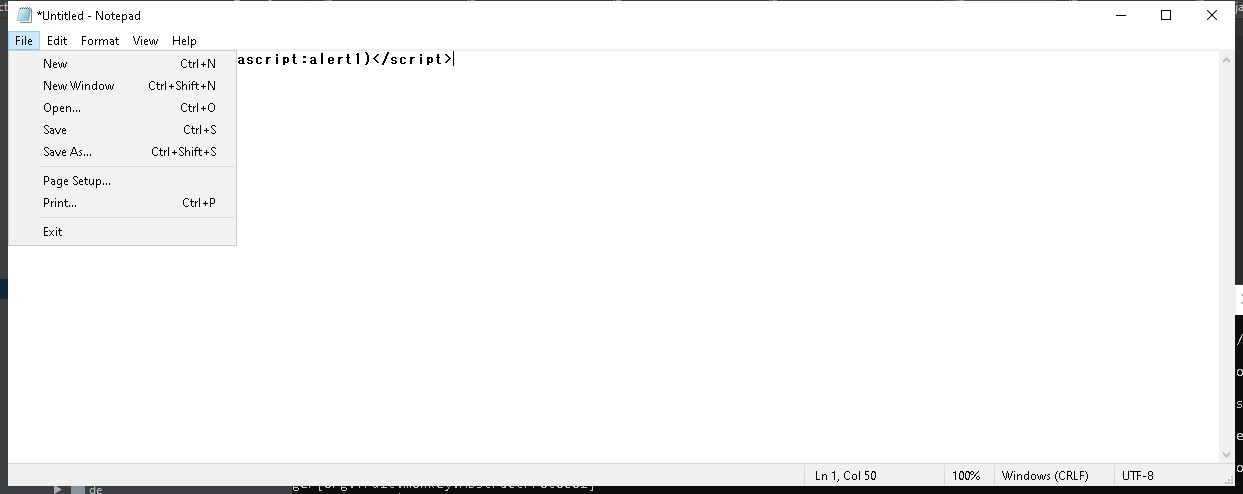 *Untitled - Notepad
File Edit Format View Help
ascript:alert1)</script>
New Ctrl+N
New Window Ctrl+Shift+N
Open... Ctrl+O
Save Ctrl+S
Save As... Ctrl+Shift+S
Page Setup...
Print... Ctrl+P
Exit
Ln 1, Col 50 100% Windows (CRLF) UTF-8
de